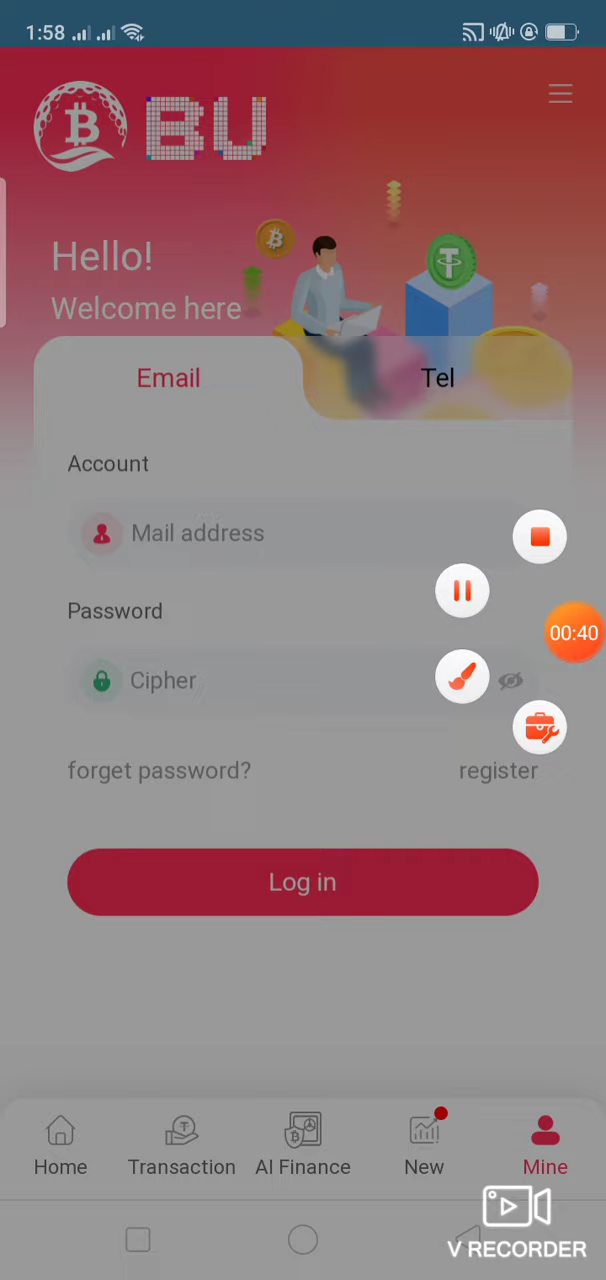 1:58
BU
Hello!
Welcome here
Email
Tel
Account
Mail address
Password
Cipher
00:40
forget password?
register
Log in
Home
Transaction
AI Finance
New
Mine
V RECORDER